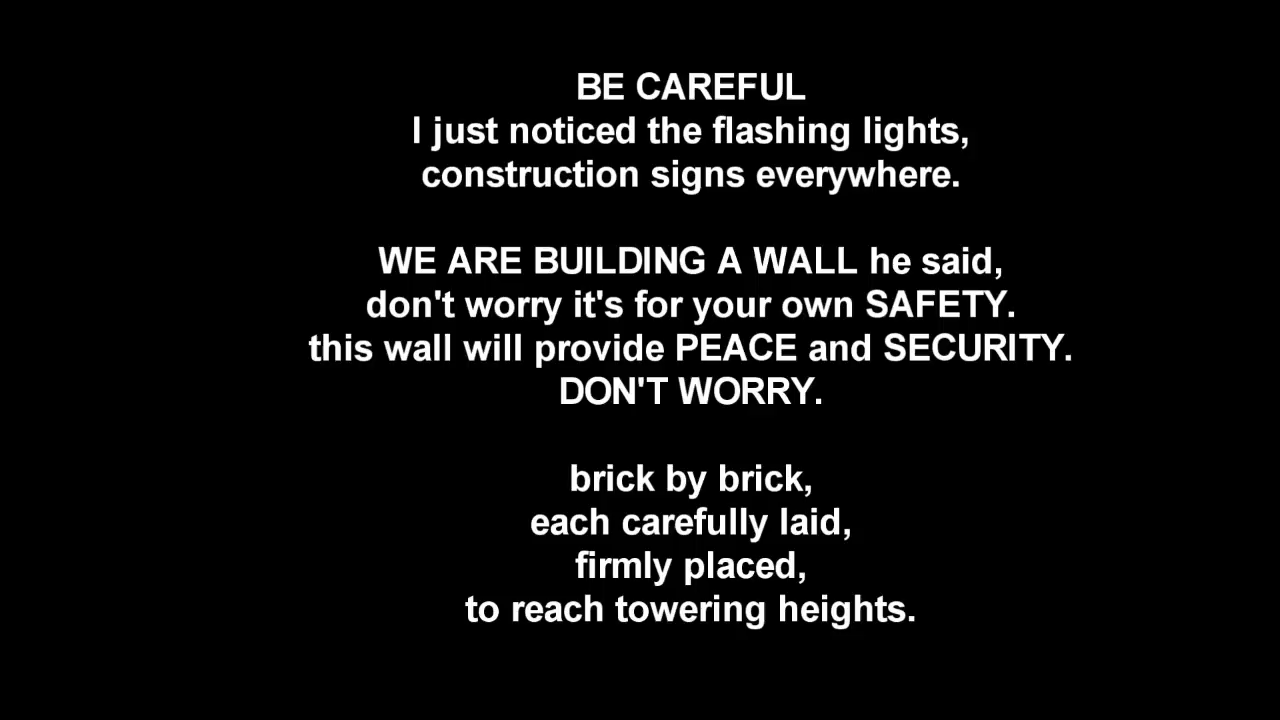 BE CAREFUL
I just noticed the flashing lights,
construction signs everywhere.
WE ARE BUILDING A WALL he said,
don't worry it's for your own SAFETY.
this wall will provide PEACE and SECURITY.
DON'T WORRY.
brick by brick,
each carefully laid,
firmly placed,
to reach towering heights.